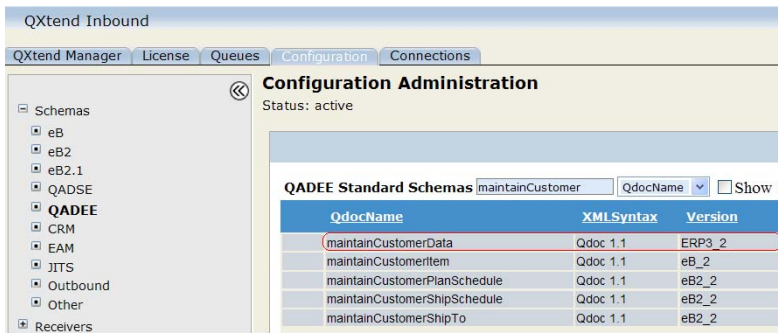 QXtend Inbound
QXtend Manager License Queues Configuration Connections
Configuration Administration
Status: active
Schemas
eB
eB2
eB2.1
QADSE
QADEE
CRM
EAM
JITS
Outbound
Other
Receivers
QADEE Standard Schemas maintainCustomer QdocName Show
QdocName XMLSyntax Version
maintainCustomerData Qdoc 1.1 ERP3_2
maintainCustomerItem Qdoc 1.1 eB_2
maintainCustomerPlanSchedule Qdoc 1.1 eB2_2
maintainCustomerShipSchedule Qdoc 1.1 eB2_2
maintainCustomerShipTo Qdoc 1.1 eB2_2